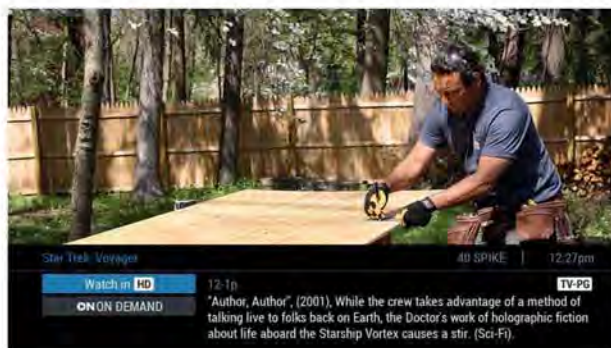 Star Trek: Voyager 40 SPIKE | 12:27pm
Watch in HD 12-1p TV-PG
ON ON DEMAND "Author, Author", (2001), While the crew takes advantage of a method of
talking live to folks back on Earth, the Doctor's work of holographic fiction
about life aboard the Starship Vortex causes a stir. (Sci-Fi).